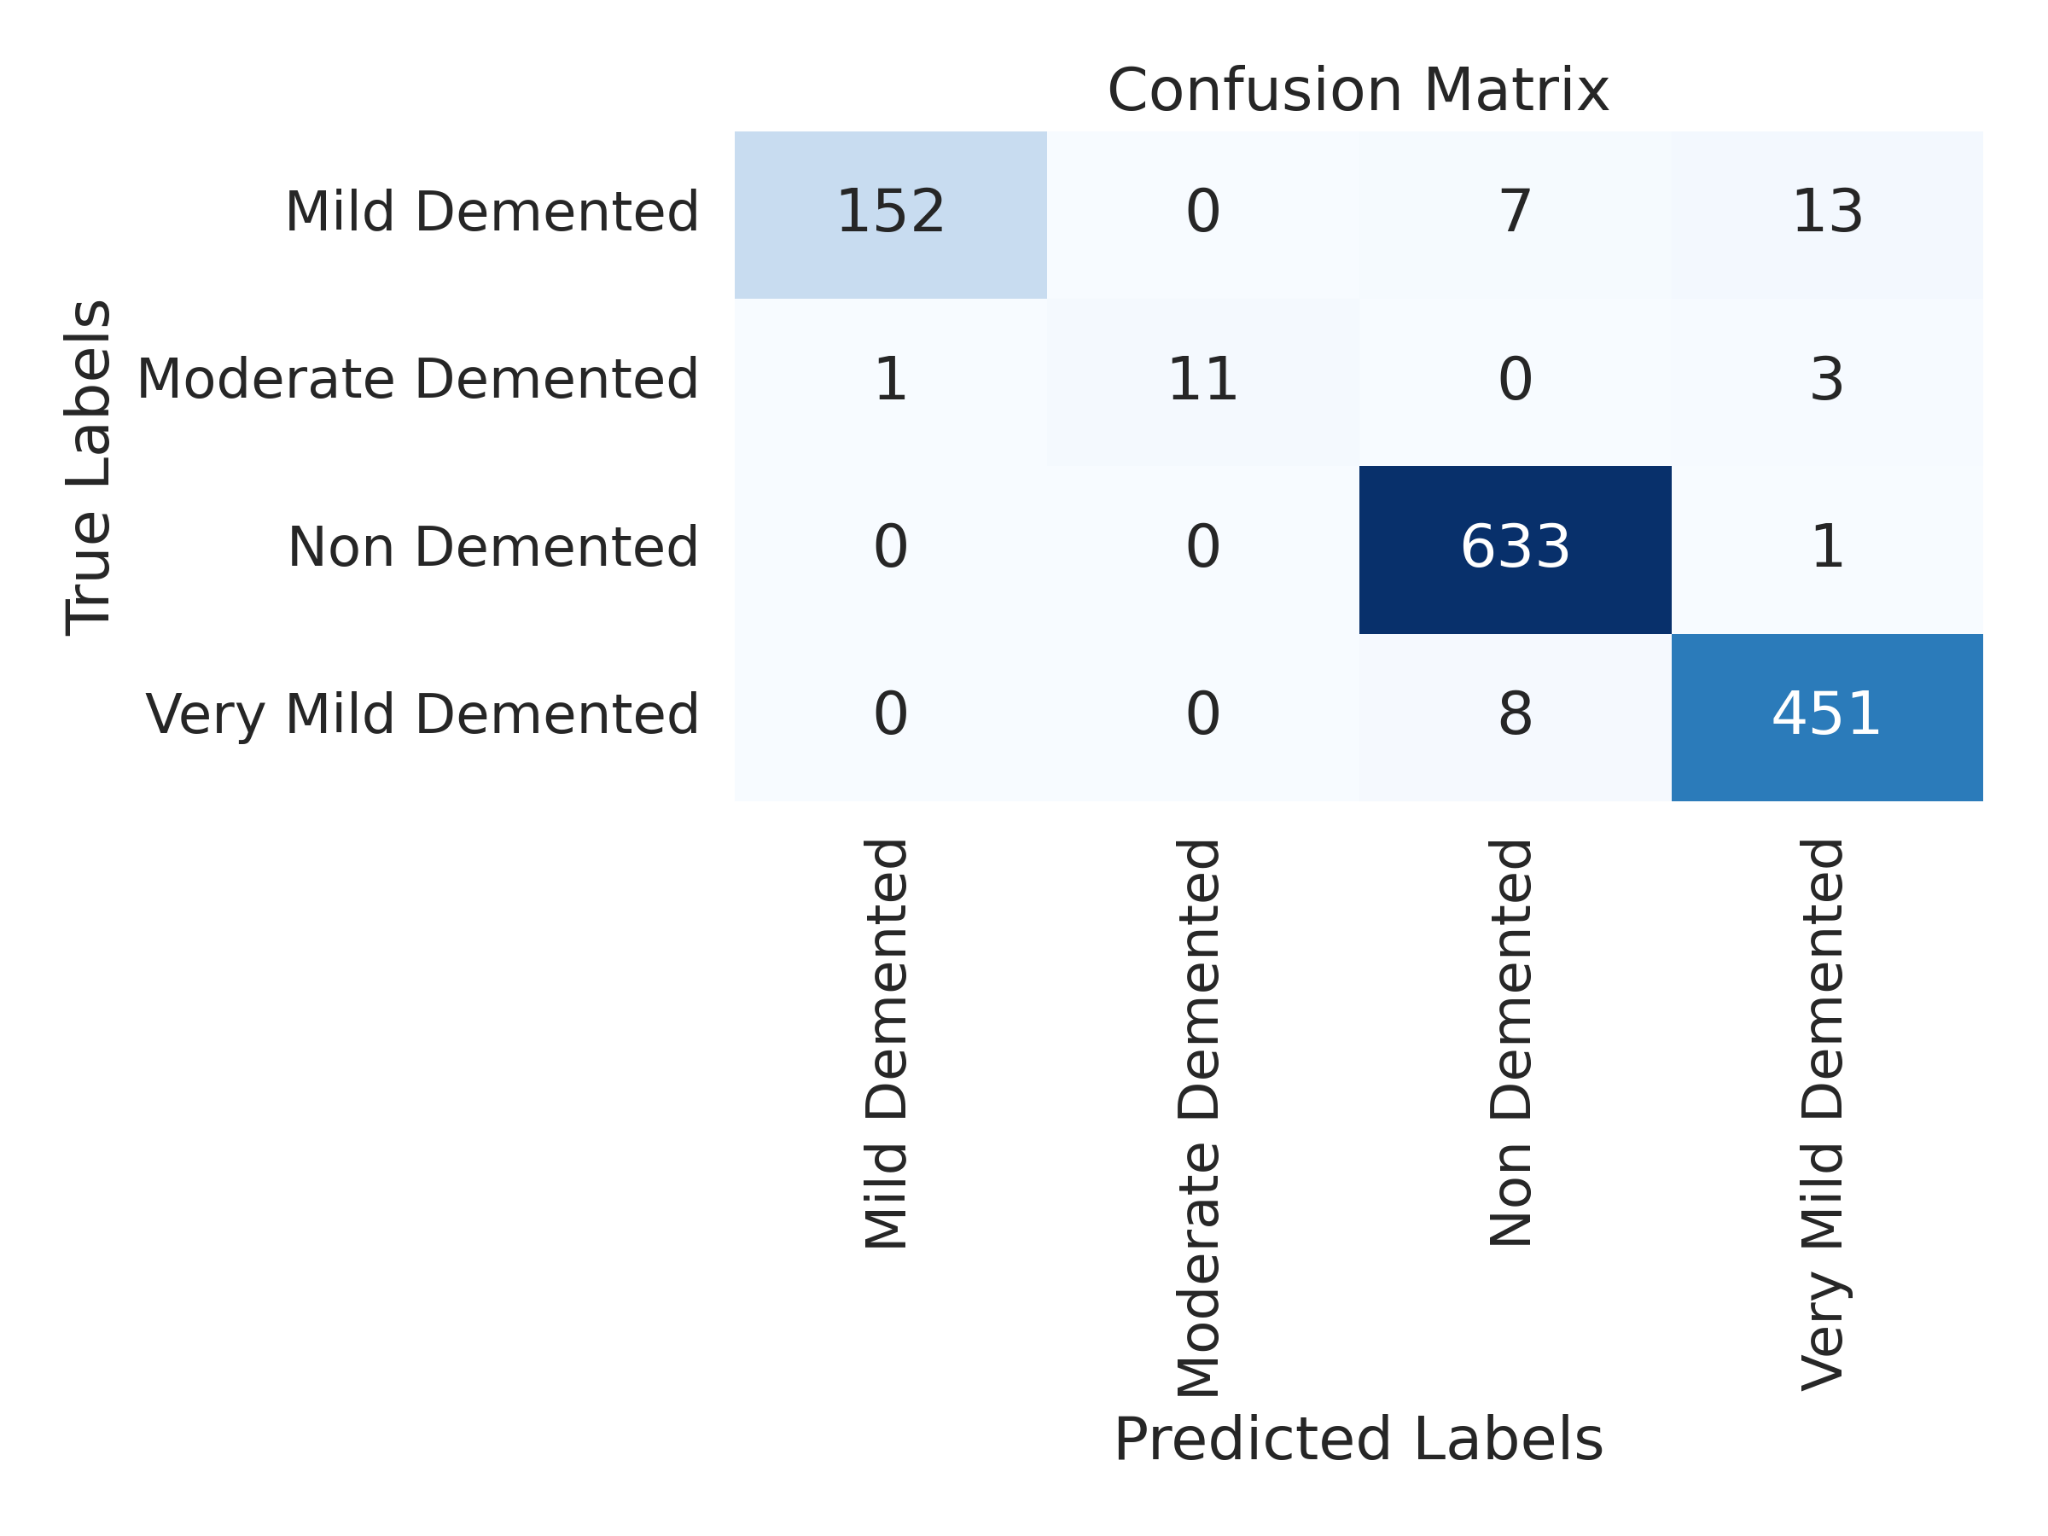 Confusion Matrix
True Labels
Mild Demented 152 0 7 13
Moderate Demented 1 11 0 3
Non Demented 0 0 633 1
Very Mild Demented 0 0 8 451
Mild Demented
Moderate Demented
Non Demented
Very Mild Demented
Predicted Labels